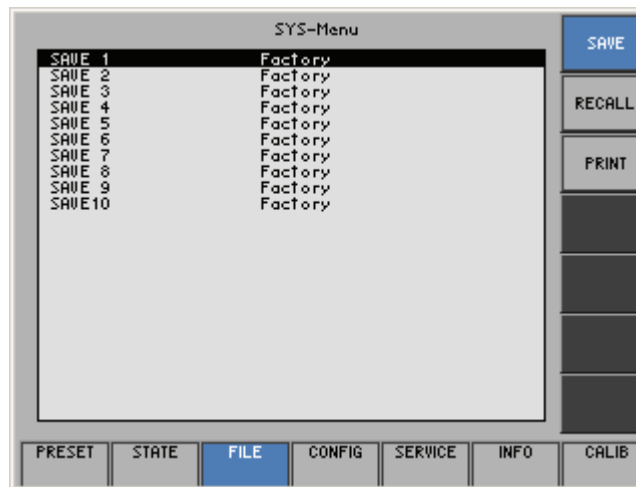 SYS-Menu
SAVE 1 Factory
SAVE 2 Factory
SAVE 3 Factory
SAVE 4 Factory
SAVE 5 Factory
SAVE 6 Factory
SAVE 7 Factory
SAVE 8 Factory
SAVE 9 Factory
SAVE10 Factory
SAVE
RECALL
PRINT
PRESET STATE FILE CONFIG SERVICE INFO CALIB